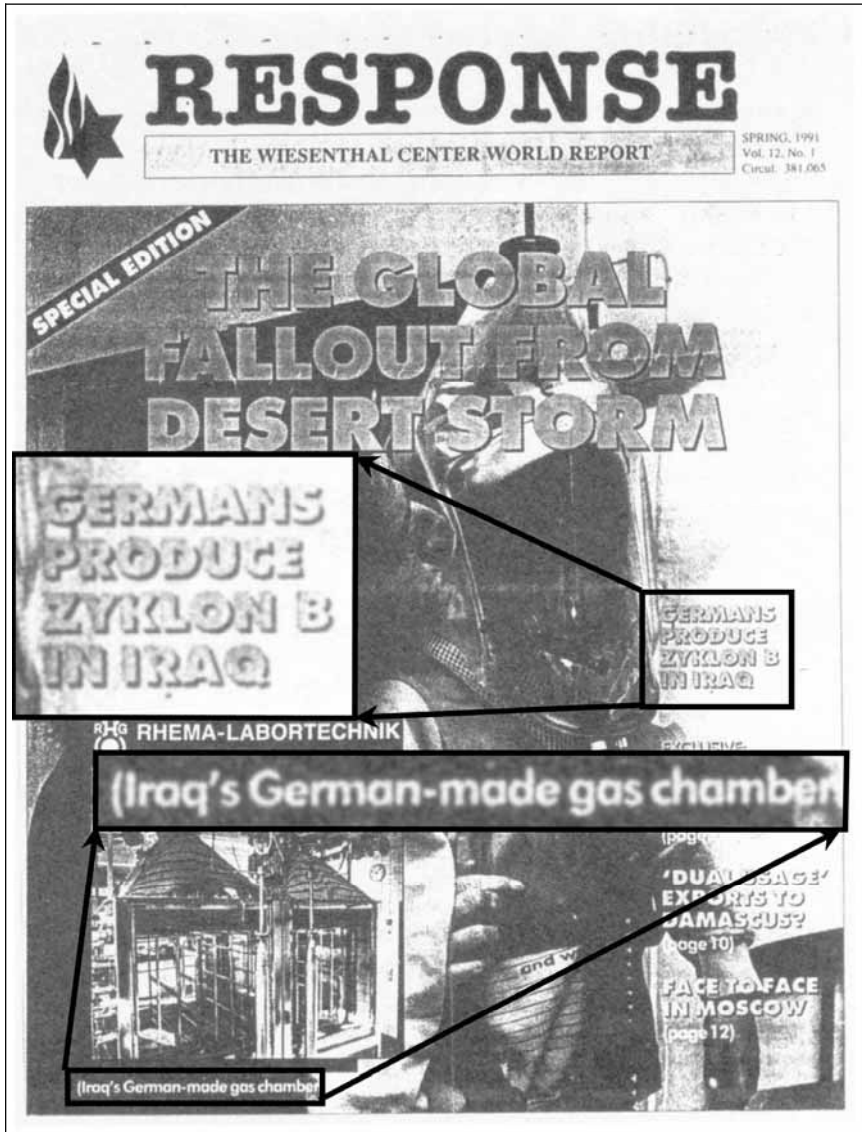 RESPONSE
THE WIESENTHAL CENTER WORLD REPORT
SPRING, 1991
Vol. 12, No. 1
Circul. 381,065
SPECIAL EDITION
THE GLOBAL
FALLOUT FROM
DESERT STORM
GERMANS
PRODUCE
ZYKLON B
IN IRAQ
GERMANS
PRODUCE
ZYKLON B
IN IRAQ
RHG RHEMA-LABORTECHNIK
EXCLUSIVE:
(Iraq's German-made gas chamber
'DUAL USAGE'
EXPORTS TO
DAMASCUS?
(page 10)
and w
FACE TO FACE
IN MOSCOW
(page 12)
(Iraq's German-made gas chamber